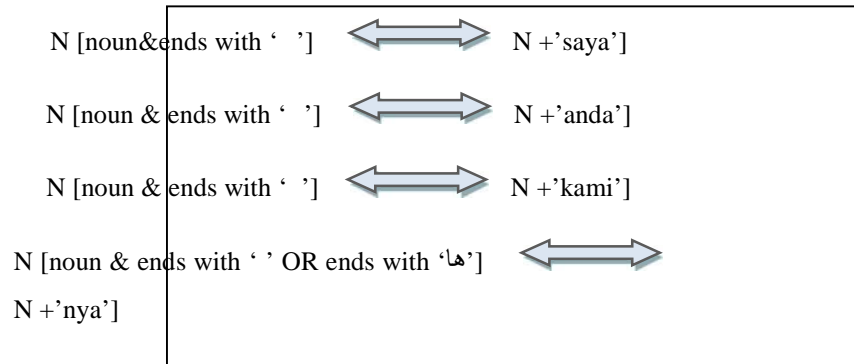 N [noun&ends with ‘ ’] N +’saya’]
N [noun & ends with ‘ ’] N +’anda’]
N [noun & ends with ‘ ’] N +’kami’]
N [noun & ends with ‘ ’ OR ends with ‘ها’]
N +’nya’]